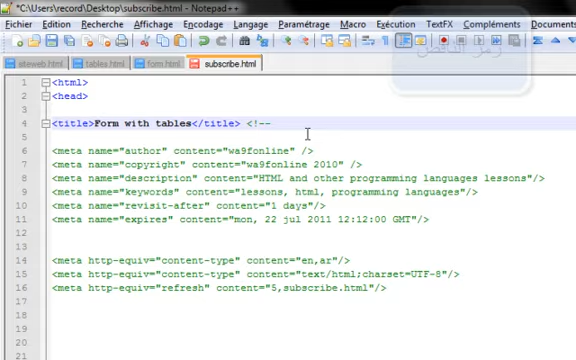 *C:\Users\record\Desktop\subscribe.html - Notepad++
Fichier Edition Recherche Affichage Encodage Langage Paramétrage Macro Exécution TextFX Compléments Documents
siteweb.html tables.html form.html subscribe.html
1 <html>
2 <head>
3
4 <title>Form with tables</title> <!--
5
6 <meta name="author" content="wa9fonline" />
7 <meta name="copyright" content="wa9fonline 2010" />
8 <meta name="description" content="HTML and other programming languages lessons"/>
9 <meta name="keywords" content="lessons, html, programming languages"/>
10 <meta name="revisit-after" content="1 days"/>
11 <meta name="expires" content="mon, 22 jul 2011 12:12:00 GMT"/>
12
13
14 <meta http-equiv="content-type" content="en,ar"/>
15 <meta http-equiv="content-type" content="text/html;charset=UTF-8"/>
16 <meta http-equiv="refresh" content="5,subscribe.html"/>
17
18
19
20
21